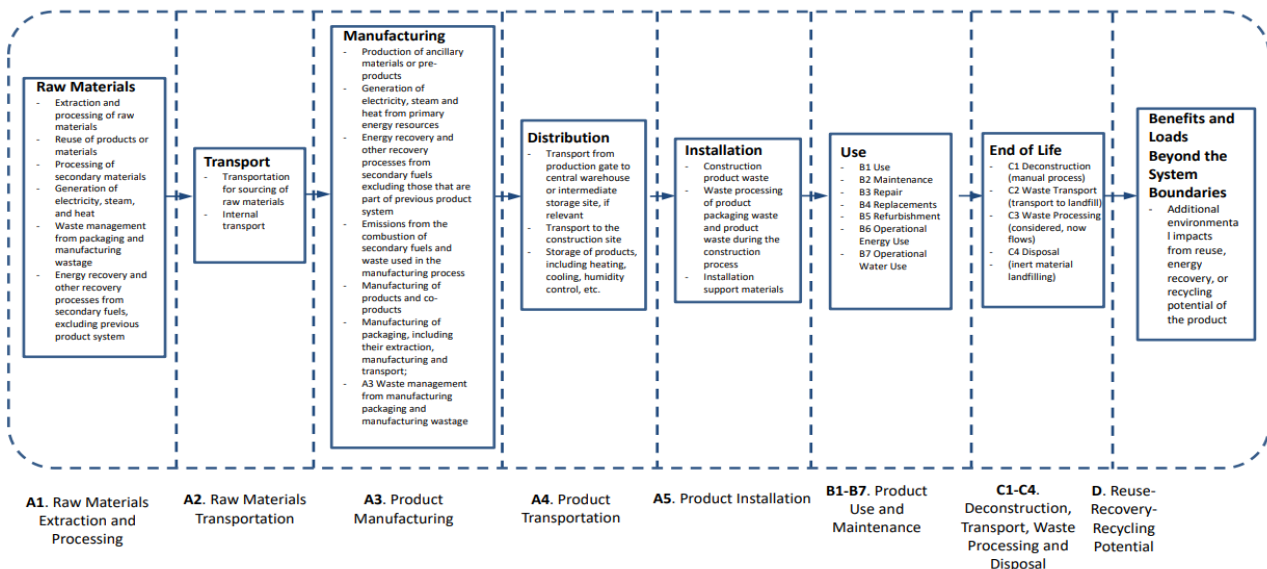 Raw Materials
- Extraction and
processing of raw
materials
- Reuse of products or
materials
- Processing of
secondary materials
- Generation of
electricity, steam,
and heat
- Waste management
from packaging and
manufacturing
wastage
- Energy recovery and
other recovery
processes from
secondary fuels,
excluding previous
product system
Transport
- Transportation
for sourcing of
raw materials
- Internal
transport
Manufacturing
- Production of ancillary
materials or pre-
products
- Generation of
electricity, steam and
heat from primary
energy resources
- Energy recovery and
other recovery
processes from
secondary fuels
excluding those that are
part of previous product
system
- Emissions from the
combustion of
secondary fuels and
waste used in the
manufacturing process
- Manufacturing of
products and co-
products
- Manufacturing of
packaging, including
their extraction,
manufacturing and
transport;
- A3 Waste management
from manufacturing
packaging and
manufacturing wastage
Distribution
- Transport from
production gate to
central warehouse
or intermediate
storage site, if
relevant
- Transport to the
construction site
- Storage of products,
including heating,
cooling, humidity
control, etc.
Installation
- Construction
product waste
- Waste processing
of product
packaging waste
and product
waste during the
construction
process
- Installation
support materials
Use
- B1 Use
- B2 Maintenance
- B3 Repair
- B4 Replacements
- B5 Refurbishment
- B6 Operational
Energy Use
- B7 Operational
Water Use
End of Life
- C1 Deconstruction
(manual process)
- C2 Waste Transport
(transport to landfill)
- C3 Waste Processing
(considered, now
flows)
- C4 Disposal
(inert material
landfilling)
Benefits and
Loads
Beyond the
System
Boundaries
- Additional
environmenta
l impacts
from reuse,
energy
recovery, or
recycling
potential of
the product
A1. Raw Materials
Extraction and
Processing
A2. Raw Materials
Transportation
A3. Product
Manufacturing
A4. Product
Transportation
A5. Product Installation
B1-B7. Product
Use and
Maintenance
C1-C4.
Deconstruction,
Transport, Waste
Processing and
Disposal
D. Reuse-
Recovery-
Recycling
Potential